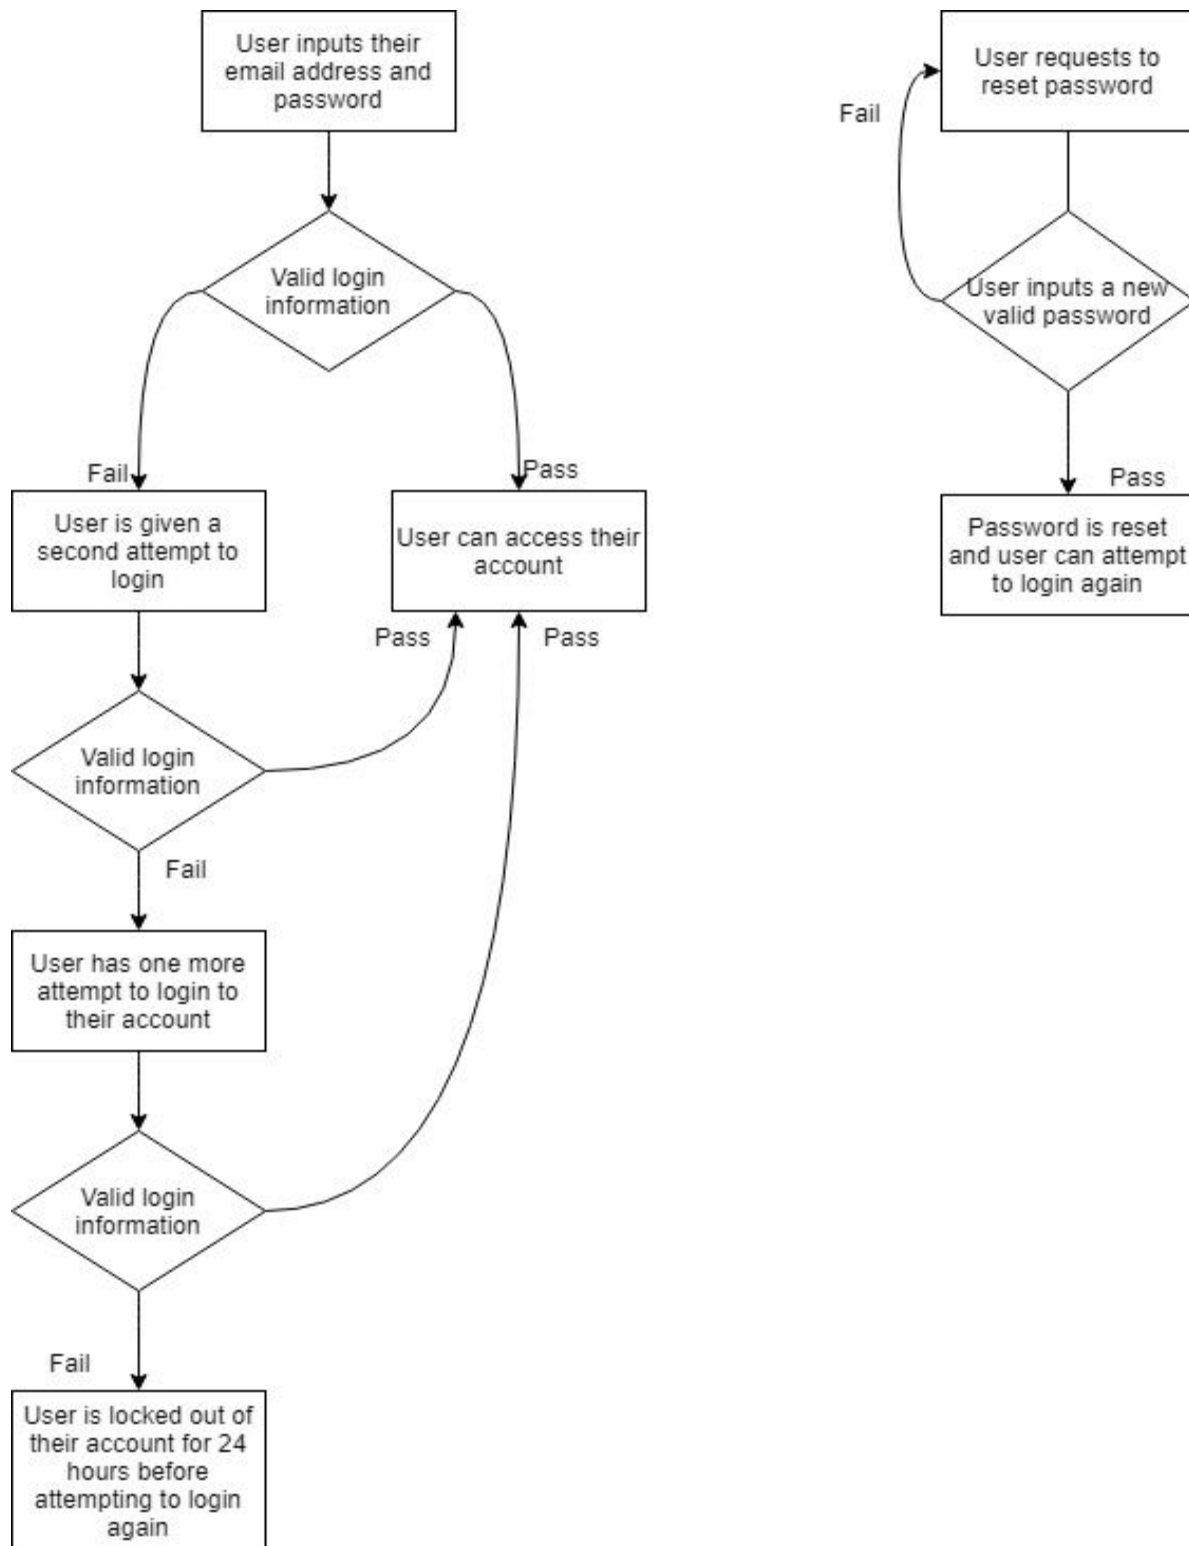 User inputs their
email address and
password
Valid login
information
Fail
Pass
User is given a
second attempt to
login
User can access their
account
Pass
Pass
Valid login
information
Fail
User has one more
attempt to login to
their account
Valid login
information
Fail
User is locked out of
their account for 24
hours before
attempting to login
again
User requests to
reset password
Fail
User inputs a new
valid password
Pass
Password is reset
and user can attempt
to login again